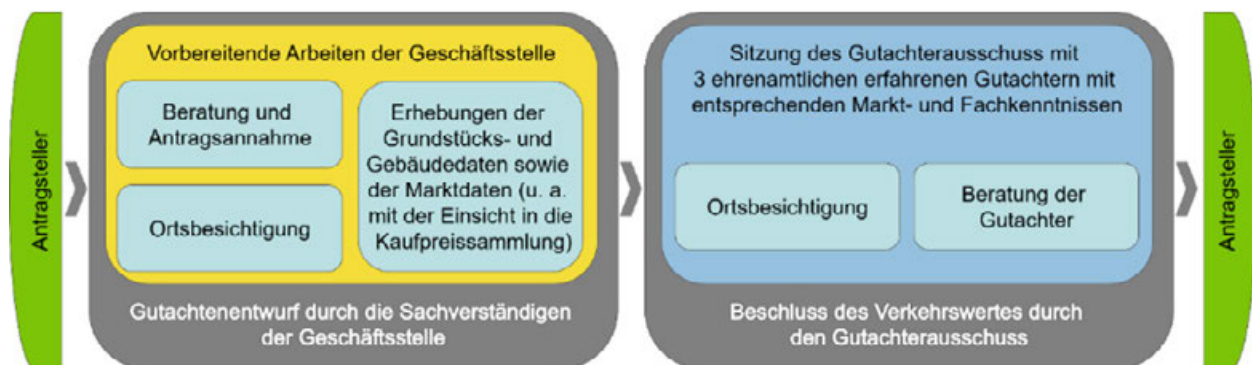 Antragsteller
Vorbereitende Arbeiten der Geschäftsstelle
Beratung und
Antragsannahme
Ortsbesichtigung
Erhebungen der
Grundstücks- und
Gebäudedaten sowie
der Marktdaten (u. a.
mit der Einsicht in die
Kaufpreissammlung)
Gutachtenentwurf durch die Sachverständigen
der Geschäftsstelle
Sitzung des Gutachterausschuss mit
3 ehrenamtlichen erfahrenen Gutachtern mit
entsprechenden Markt- und Fachkenntnissen
Ortsbesichtigung
Beratung der
Gutachter
Beschluss des Verkehrswertes durch
den Gutachterausschuss
Antragsteller